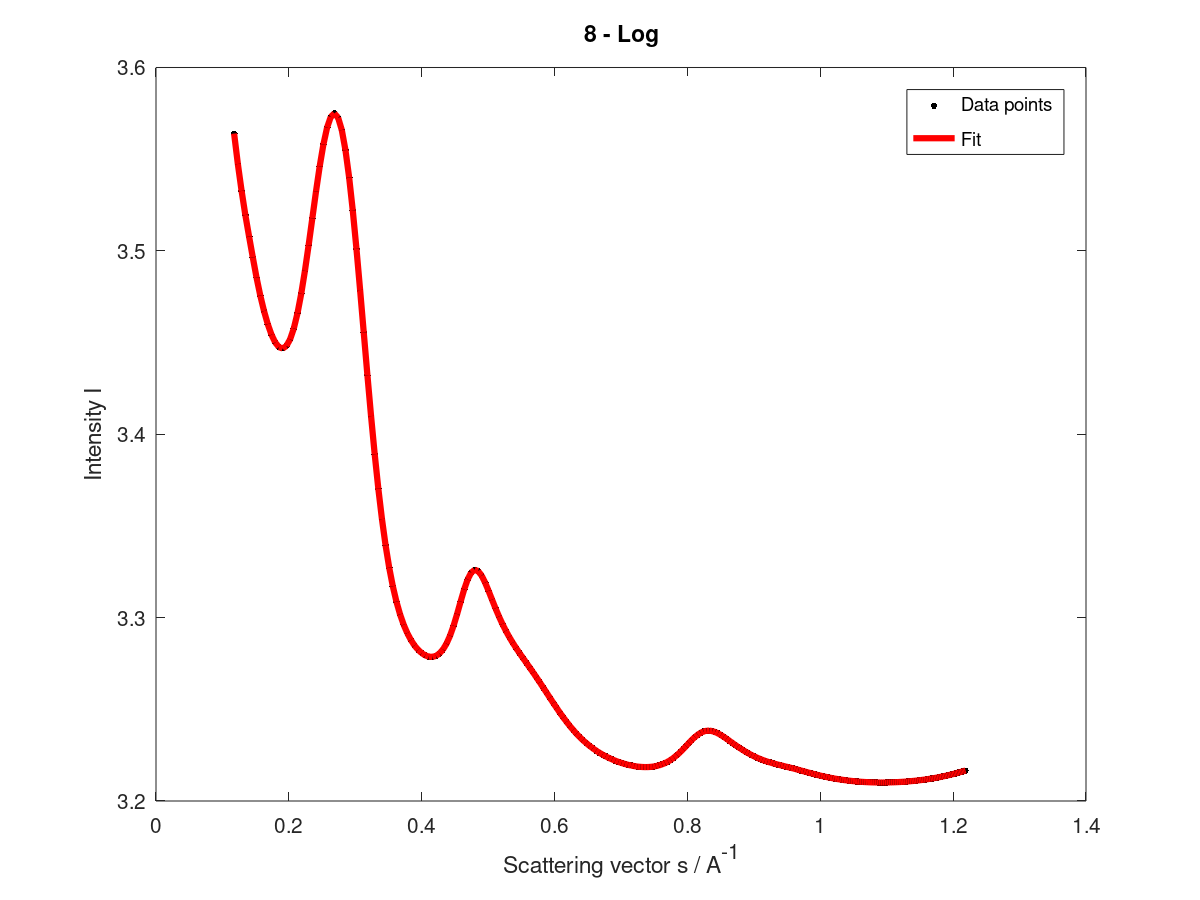 8 - Log
3.6
3.5
3.4
3.3
3.2
Intensity I
Data points
Fit
0 0.2 0.4 0.6 0.8 1 1.2 1.4
Scattering vector s / A^-1